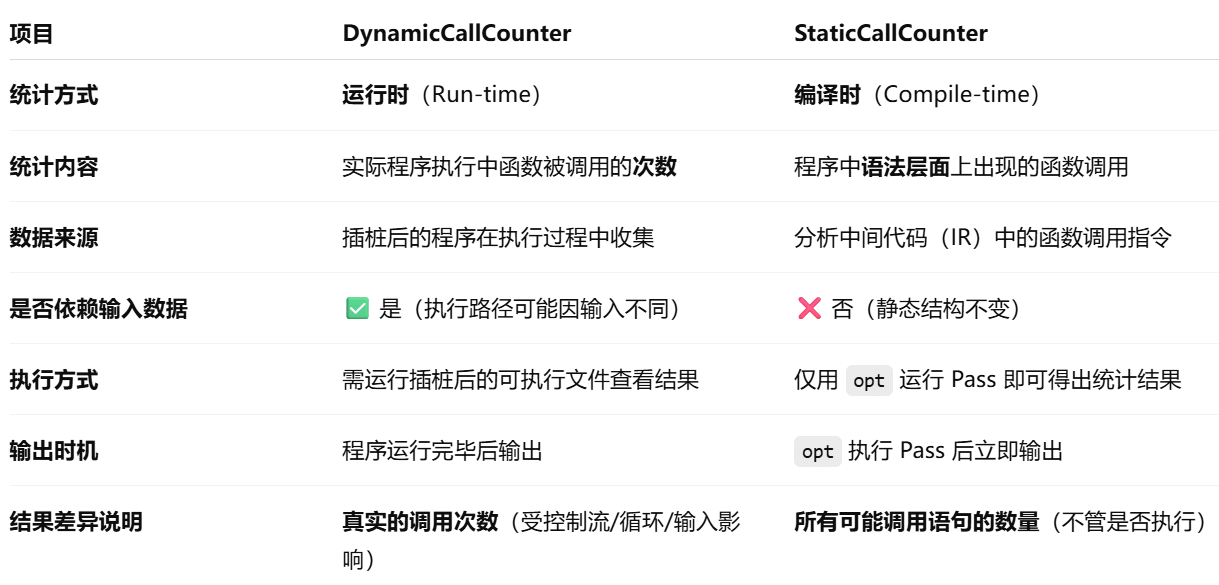 项目 DynamicCallCounter StaticCallCounter
统计方式 运行时（Run-time） 编译时（Compile-time）
统计内容 实际程序执行中函数被调用的次数 程序中语法层面上出现的函数调用
数据来源 插桩后的程序在执行过程中收集 分析中间代码（IR）中的函数调用指令
是否依赖输入数据 ✅ 是（执行路径可能因输入不同） ❌ 否（静态结构不变）
执行方式 需运行插桩后的可执行文件查看结果 仅用 opt 运行 Pass 即可得出统计结果
输出时机 程序运行完毕后输出 opt 执行 Pass 后立即输出
结果差异说明 真实的调用次数（受控制流/循环/输入影 所有可能调用语句的数量（不管是否执行）
响）